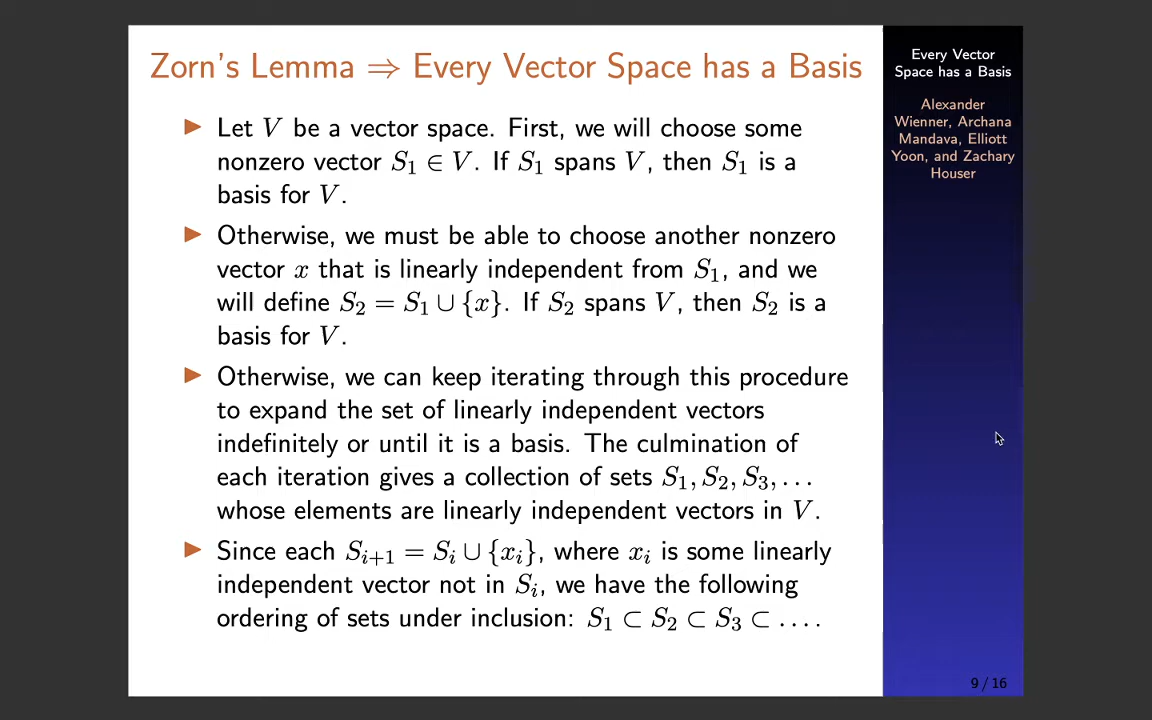 Zorn's Lemma ⇒ Every Vector Space has a Basis
▶ Let V be a vector space. First, we will choose some
nonzero vector S₁ ∈ V. If S₁ spans V, then S₁ is a
basis for V.
▶ Otherwise, we must be able to choose another nonzero
vector x that is linearly independent from S₁, and we
will define S₂ = S₁ ∪ {x}. If S₂ spans V, then S₂ is a
basis for V.
▶ Otherwise, we can keep iterating through this procedure
to expand the set of linearly independent vectors
indefinitely or until it is a basis. The culmination of
each iteration gives a collection of sets S₁, S₂, S₃, . . .
whose elements are linearly independent vectors in V.
▶ Since each Sᵢ₊₁ = Sᵢ ∪ {xᵢ}, where xᵢ is some linearly
independent vector not in Sᵢ, we have the following
ordering of sets under inclusion: S₁ ⊂ S₂ ⊂ S₃ ⊂ . . . .
Every Vector
Space has a Basis
Alexander
Wienner, Archana
Mandava, Elliott
Yoon, and Zachary
Houser
9 / 16